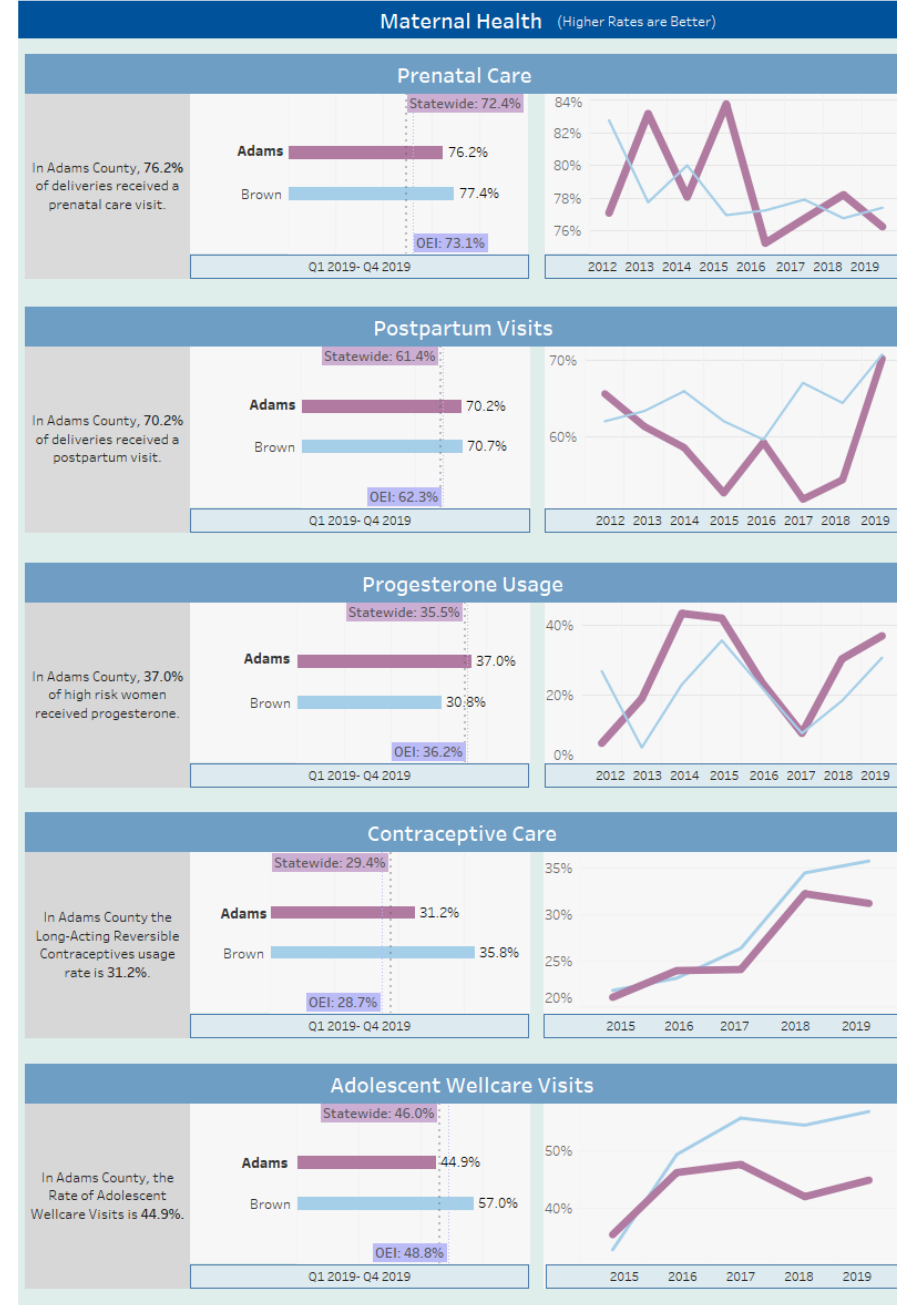 Maternal Health (Higher Rates are Better)
Prenatal Care
In Adams County, 76.2%
of deliveries received a
prenatal care visit.
Statewide: 72.4%
Adams 76.2%
Brown 77.4%
OEI: 73.1%
Q1 2019- Q4 2019
84%
82%
80%
78%
76%
2012 2013 2014 2015 2016 2017 2018 2019
Postpartum Visits
In Adams County, 70.2%
of deliveries received a
postpartum visit.
Statewide: 61.4%
Adams 70.2%
Brown 70.7%
OEI: 62.3%
Q1 2019- Q4 2019
70%
60%
2012 2013 2014 2015 2016 2017 2018 2019
Progesterone Usage
In Adams County, 37.0%
of high risk women
received progesterone.
Statewide: 35.5%
Adams 37.0%
Brown 30.8%
OEI: 36.2%
Q1 2019- Q4 2019
40%
20%
0%
2012 2013 2014 2015 2016 2017 2018 2019
Contraceptive Care
In Adams County the
Long-Acting Reversible
Contraceptives usage
rate is 31.2%.
Statewide: 29.4%
Adams 31.2%
Brown 35.8%
OEI: 28.7%
Q1 2019- Q4 2019
35%
30%
25%
20%
2015 2016 2017 2018 2019
Adolescent Wellcare Visits
In Adams County, the
Rate of Adolescent
Wellcare Visits is 44.9%.
Statewide: 46.0%
Adams 44.9%
Brown 57.0%
OEI: 48.8%
Q1 2019- Q4 2019
50%
40%
2015 2016 2017 2018 2019